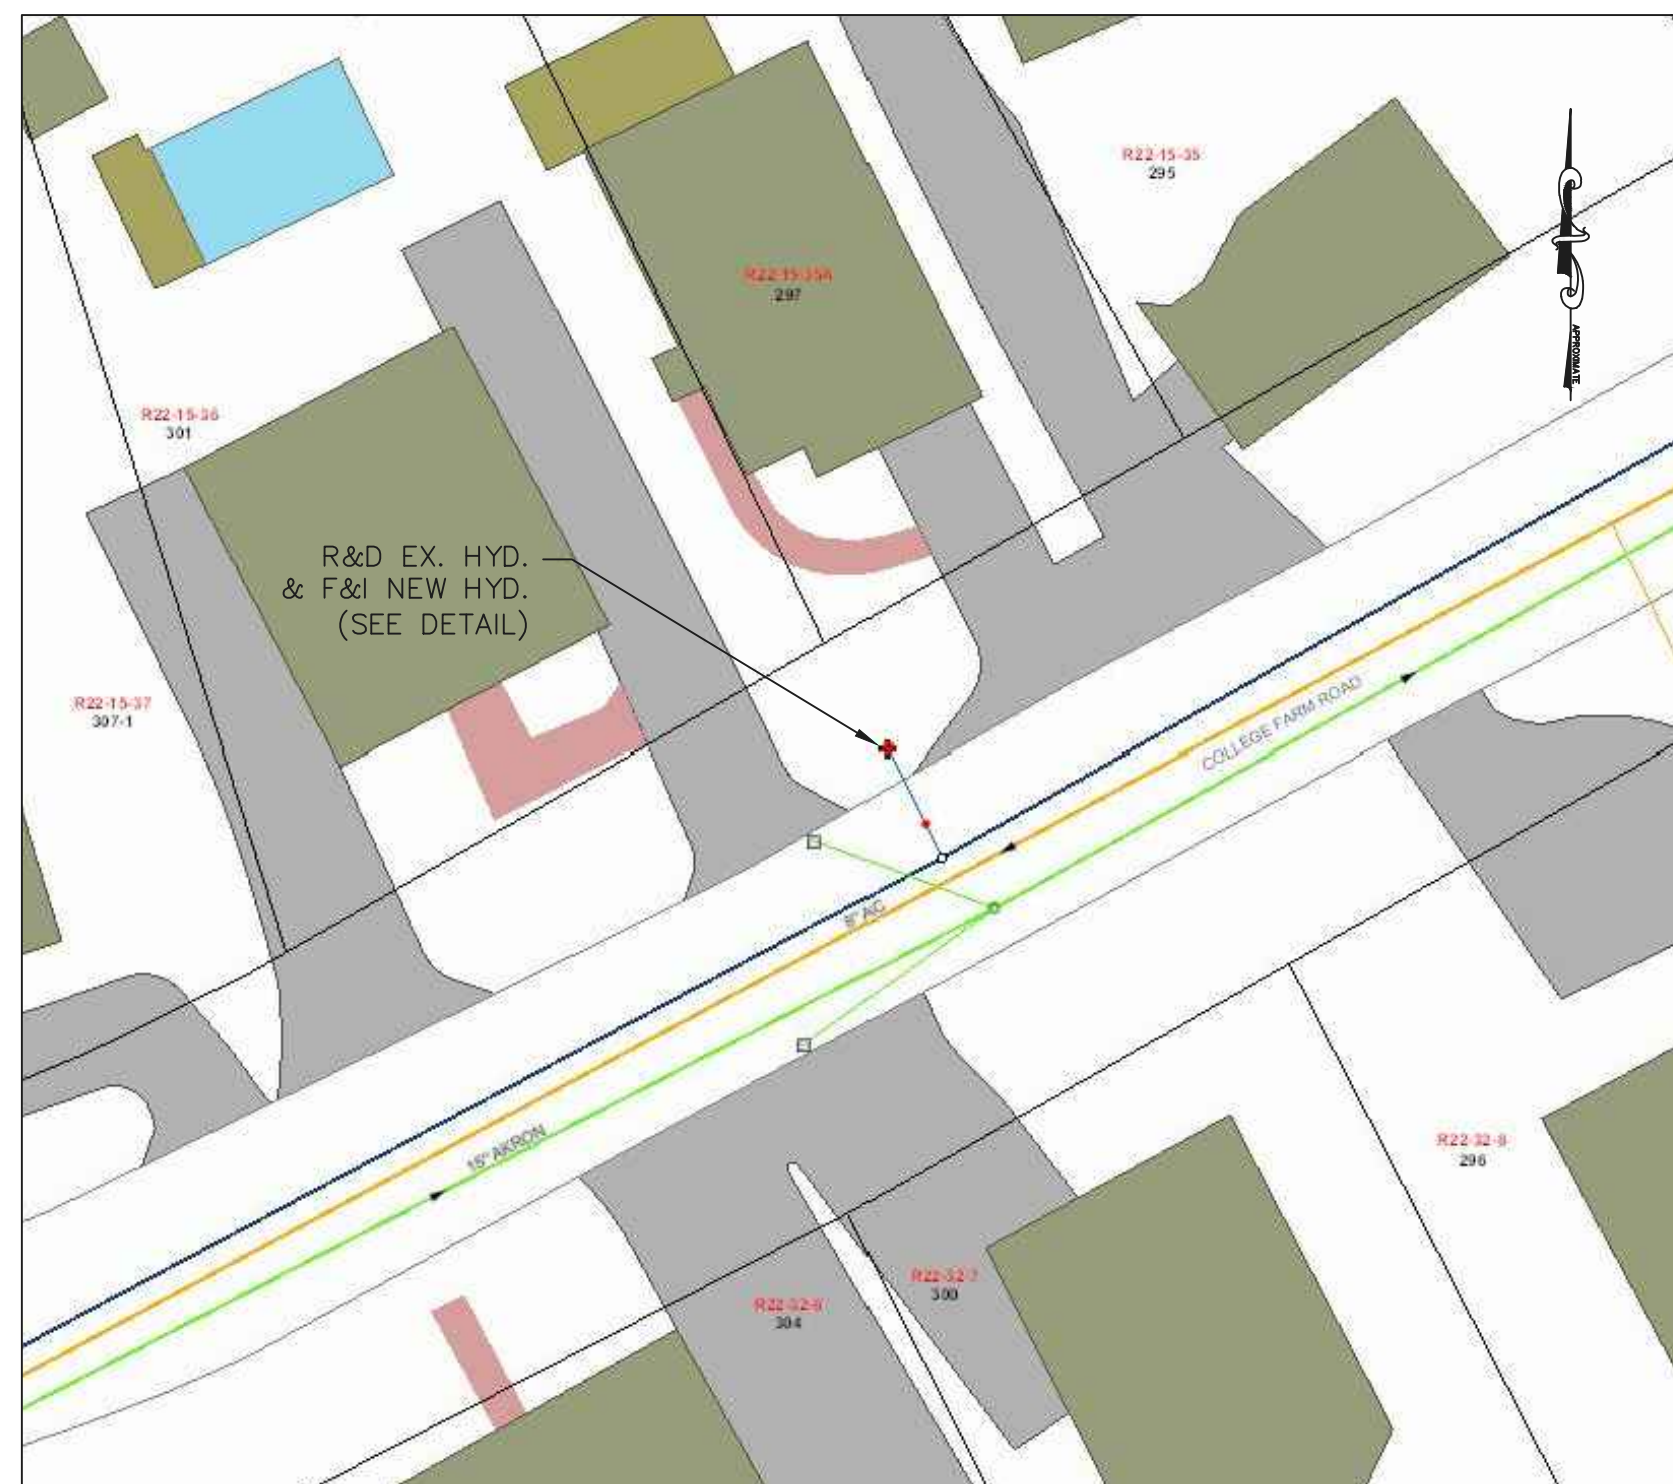 R22-15-35
295
R22-15-35A
297
R22-15-36
301
R&D EX. HYD.
& F&I NEW HYD.
(SEE DETAIL)
R22-15-37
307-1
APPROXIMATE
COLLEGE FARM ROAD
8" AC
15" AKRON
R22-32-8
296
R22-32-7
300
R22-32-6
304